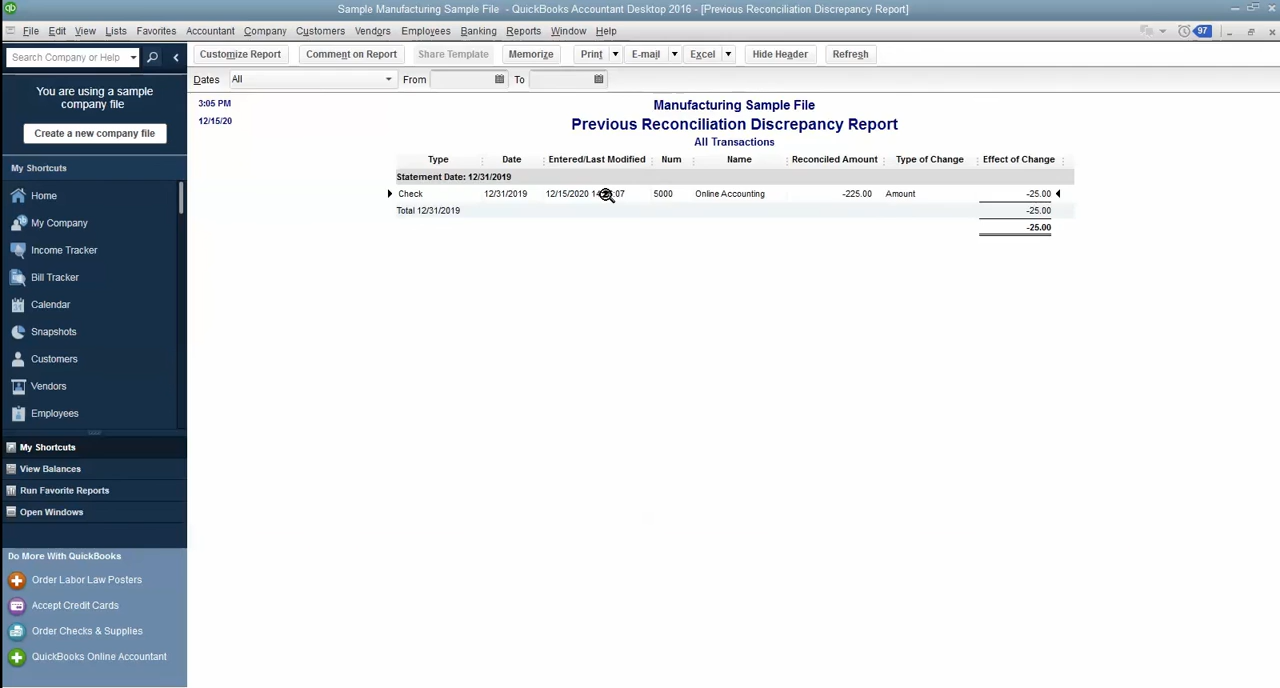 Sample Manufacturing Sample File - QuickBooks Accountant Desktop 2016 - [Previous Reconciliation Discrepancy Report]
File Edit View Lists Favorites Accountant Company Customers Vendors Employees Banking Reports Window Help 97
Search Company or Help Customize Report Comment on Report Share Template Memorize Print E-mail Excel Hide Header Refresh
Dates All From To
You are using a sample
company file
Create a new company file
My Shortcuts
Home
My Company
Income Tracker
Bill Tracker
Calendar
Snapshots
Customers
Vendors
Employees
My Shortcuts
View Balances
Run Favorite Reports
Open Windows
Do More With QuickBooks
Order Labor Law Posters
Accept Credit Cards
Order Checks & Supplies
QuickBooks Online Accountant
3:05 PM
12/15/20
Manufacturing Sample File
Previous Reconciliation Discrepancy Report
All Transactions
Type Date Entered/Last Modified Num Name Reconciled Amount Type of Change Effect of Change
Statement Date: 12/31/2019
Check 12/31/2019 12/15/2020 5000 Online Accounting -225.00 Amount -25.00
Total 12/31/2019 -25.00
-25.00